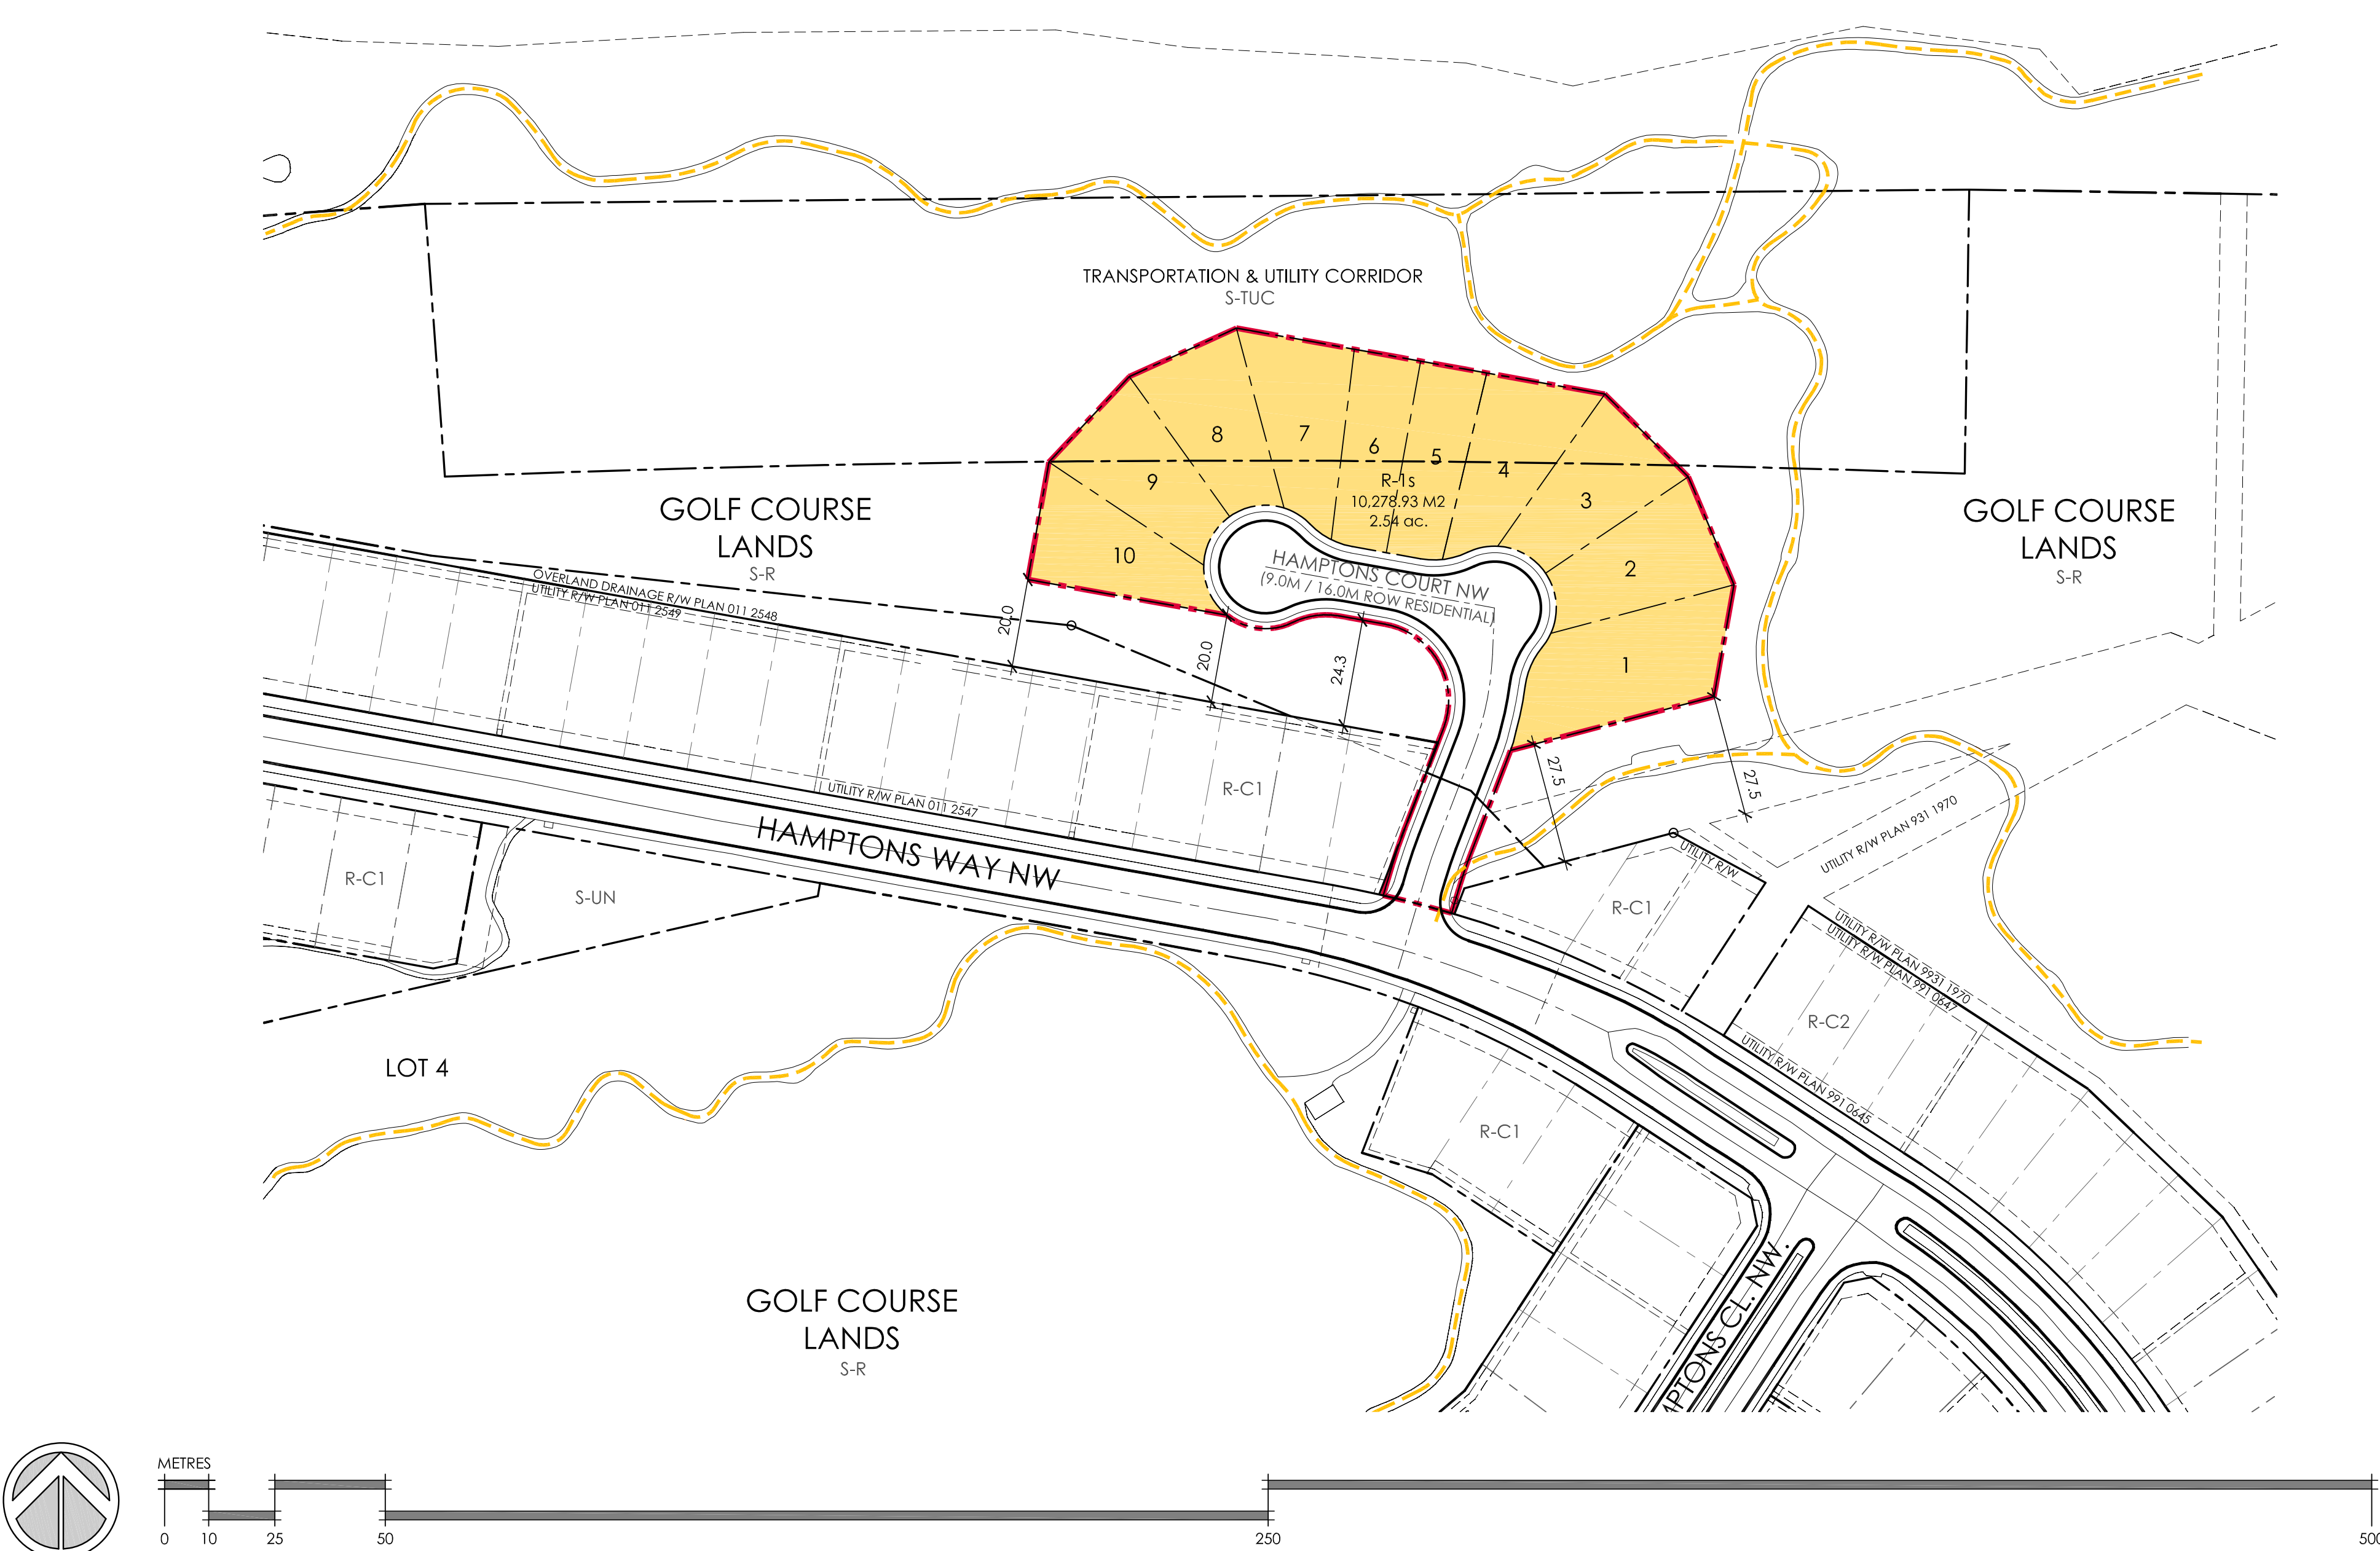 TRANSPORTATION & UTILITY CORRIDOR
S-TUC
8
7
6
5
4
R-1s
10,278.93 M2
2.54 ac.
9
3
10
2
1
HAMPTONS COURT NW
(9.0M / 16.0M ROW RESIDENTIAL)
GOLF COURSE
LANDS
S-R
GOLF COURSE
LANDS
S-R
OVERLAND DRAINAGE R/W PLAN 011 2548
UTILITY R/W PLAN 011 2549
20.0
20.0
24.3
27.5
27.5
R-C1
UTILITY R/W PLAN 011 2547
HAMPTONS WAY NW
R-C1
S-UN
UTILITY R/W PLAN 931 1970
UTILITY R/W
R-C1
UTILITY R/W PLAN 9931 1970
UTILITY R/W PLAN 991 0647
R-C2
UTILITY R/W PLAN 991 0645
LOT 4
R-C1
MPTONS CL. NW.
GOLF COURSE
LANDS
S-R
METRES
0 10 25 50 250 500